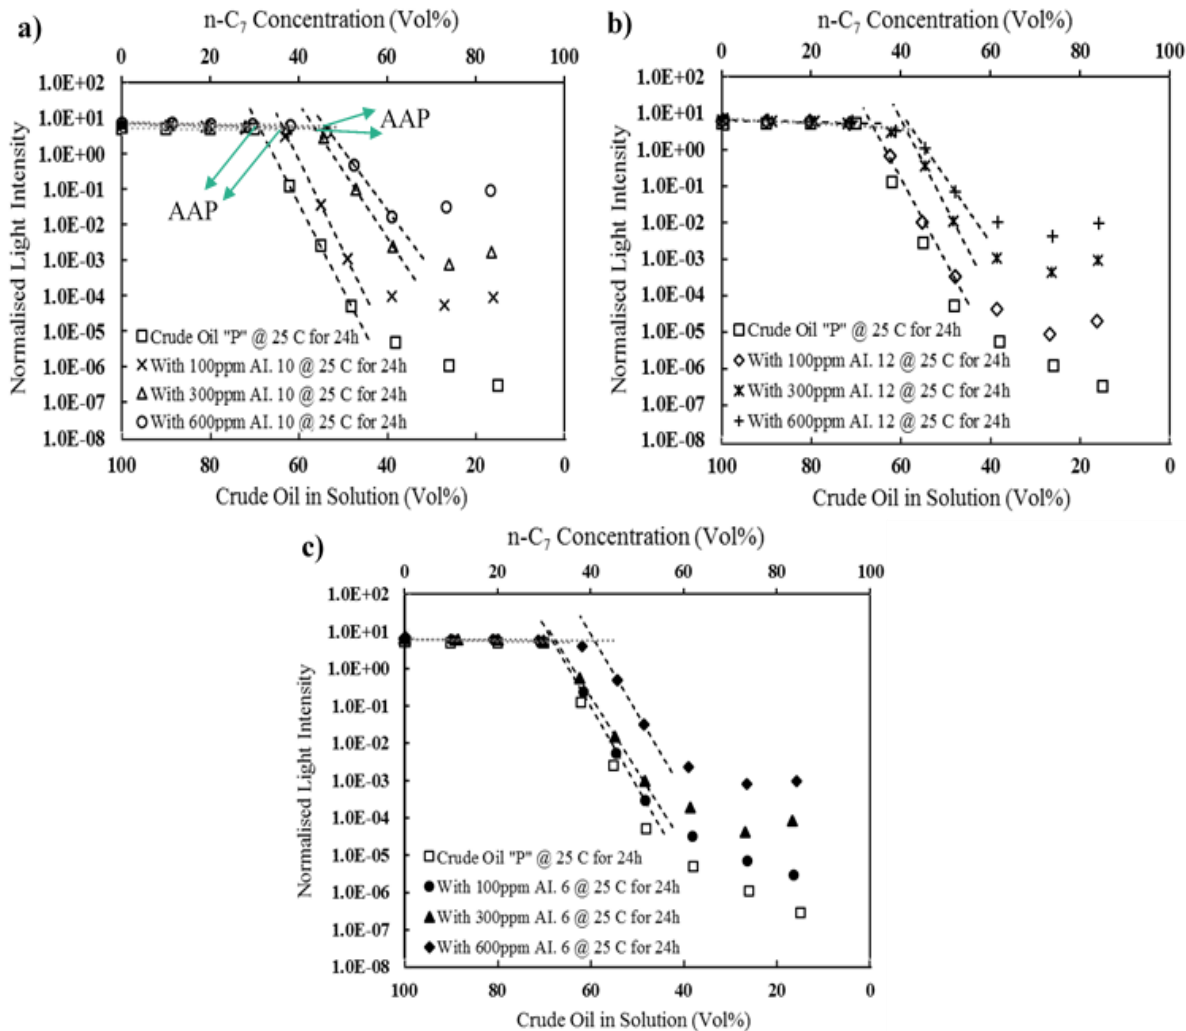 a)
n-C₇ Concentration (Vol%)
0 20 40 60 80 100
Normalised Light Intensity
1.0E+02
1.0E+01
1.0E+00
1.0E-01
1.0E-02
1.0E-03
1.0E-04
1.0E-05
1.0E-06
1.0E-07
1.0E-08
AAP
AAP
Crude Oil "P" @ 25 C for 24h
With 100ppm AI. 10 @ 25 C for 24h
With 300ppm AI. 10 @ 25 C for 24h
With 600ppm AI. 10 @ 25 C for 24h
100 80 60 40 20 0
Crude Oil in Solution (Vol%)
b)
n-C₇ Concentration (Vol%)
0 20 40 60 80 100
Normalised Light Intensity
1.0E+02
1.0E+01
1.0E+00
1.0E-01
1.0E-02
1.0E-03
1.0E-04
1.0E-05
1.0E-06
1.0E-07
1.0E-08
Crude Oil "P" @ 25 C for 24h
With 100ppm AI. 12 @ 25 C for 24h
With 300ppm AI. 12 @ 25 C for 24h
With 600ppm AI. 12 @ 25 C for 24h
100 80 60 40 20 0
Crude Oil in Solution (Vol%)
c)
n-C₇ Concentration (Vol%)
0 20 40 60 80 100
Normalised Light Intensity
1.0E+02
1.0E+01
1.0E+00
1.0E-01
1.0E-02
1.0E-03
1.0E-04
1.0E-05
1.0E-06
1.0E-07
1.0E-08
Crude Oil "P" @ 25 C for 24h
With 100ppm AI. 6 @ 25 C for 24h
With 300ppm AI. 6 @ 25 C for 24h
With 600ppm AI. 6 @ 25 C for 24h
100 80 60 40 20 0
Crude Oil in Solution (Vol%)